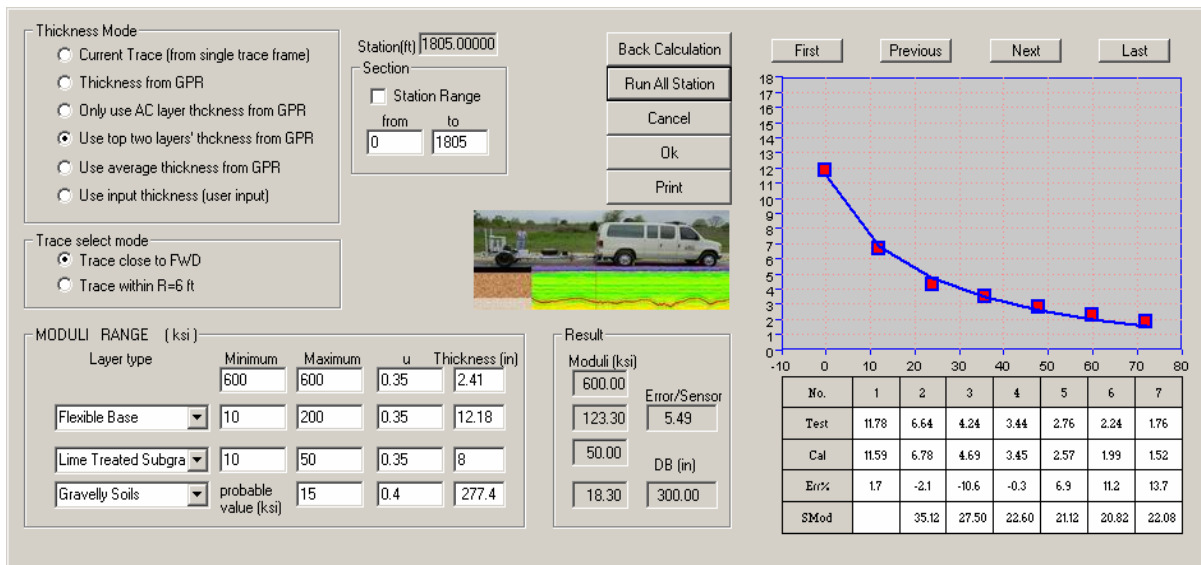 Thickness Mode
Current Trace (from single trace frame)
Thickness from GPR
Only use AC layer thckness from GPR
Use top two layers' thckness from GPR
Use average thickness from GPR
Use input thickness (user input)
Station(ft) 1805.00000
Section
Station Range
from to
0 1805
Back Calculation
Run All Station
Cancel
Ok
Print
Trace select mode
Trace close to FWD
Trace within R=6 ft
MODULI RANGE (ksi)
Layer type Minimum Maximum u Thickness (in)
600 600 0.35 2.41
Flexible Base 10 200 0.35 12.18
Lime Treated Subgra 10 50 0.35 8
Gravelly Soils probable value (ksi) 15 0.4 277.4
Result
Moduli (ksi)
600.00
Error/Sensor
123.30 5.49
50.00
DB (in)
18.30 300.00
First Previous Next Last
18
17
16
15
14
13
12
11
10
9
8
7
6
5
4
3
2
1
0
-10 0 10 20 30 40 50 60 70 80
No. 1 2 3 4 5 6 7
Test 11.78 6.64 4.24 3.44 2.76 2.24 1.76
Cal 11.59 6.78 4.69 3.45 2.57 1.99 1.52
Err% 1.7 -2.1 -10.6 -0.3 6.9 11.2 13.7
SMod 35.12 27.50 22.60 21.12 20.82 22.08